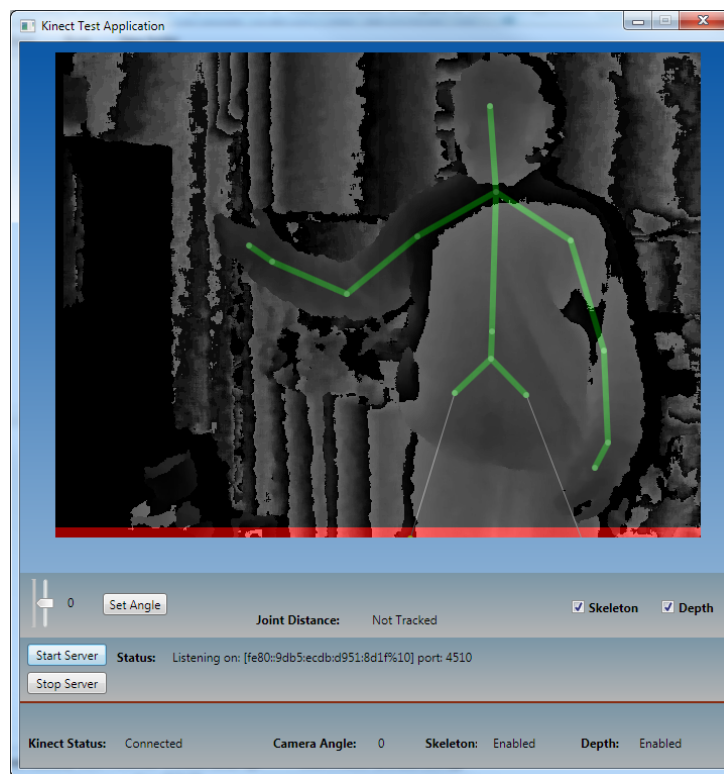 Kinect Test Application
0 Set Angle Joint Distance: Not Tracked Skeleton Depth
Start Server Status: Listening on: [fe80::9db5:ecdb:d951:8d1f%10] port: 4510
Stop Server
Kinect Status: Connected Camera Angle: 0 Skeleton: Enabled Depth: Enabled